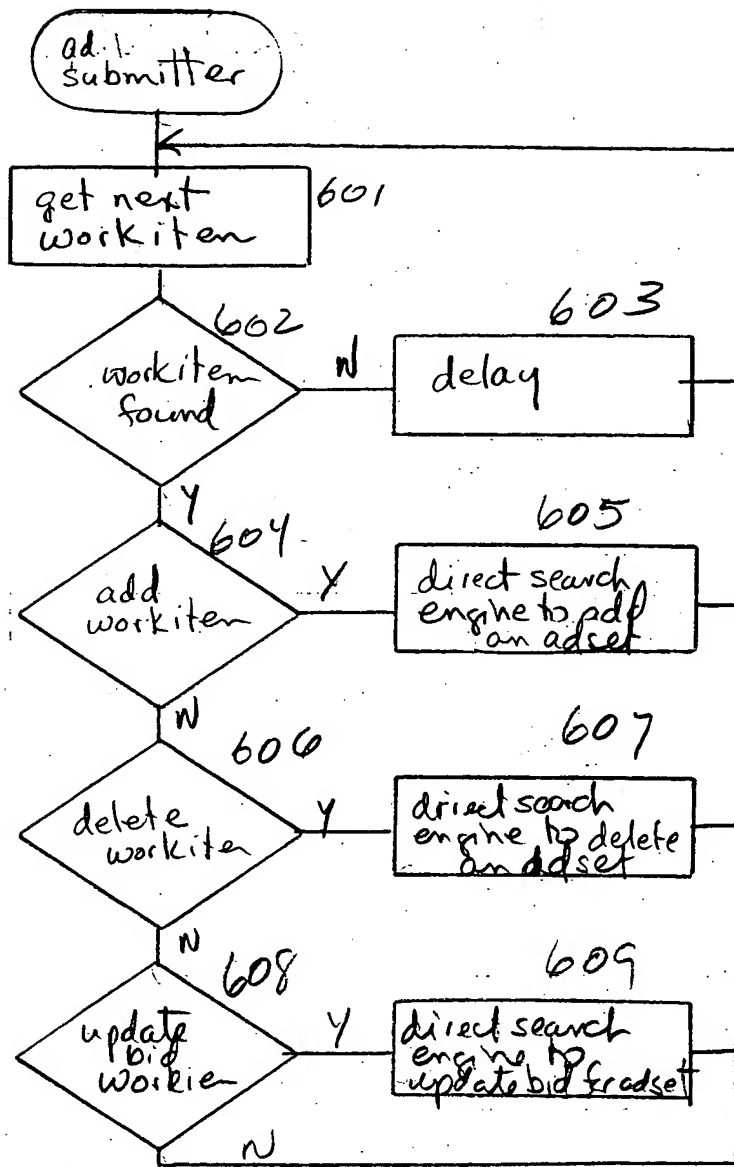 ad
submitter
get next
workitem
601
602
workitem
found
N
603
delay
Y
604
add
workitem
Y
605
direct search
engine to add
an adset
N
606
delete
workitem
Y
607
driect search
engine to delete
an adset
N
608
update
bid
workien
Y
609
direct search
engine to
update bid for adset
N